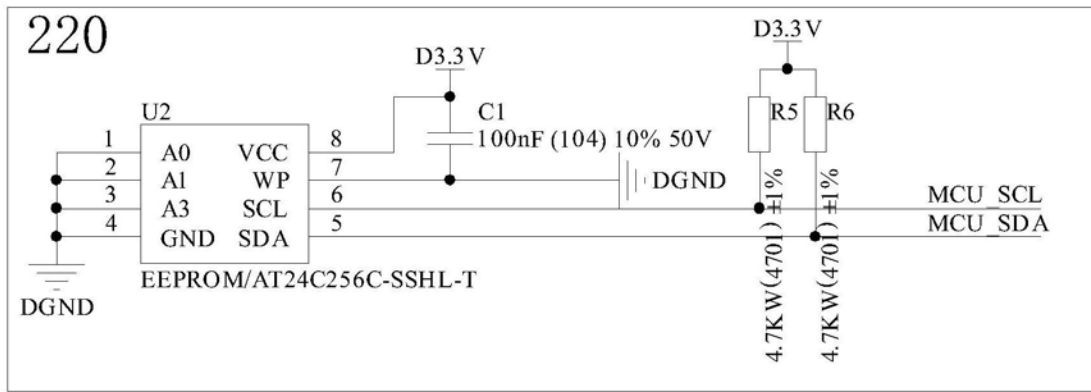 220
D3.3V
D3.3V
U2
C1
100nF (104) 10% 50V
R5
R6
1
A0
VCC
8
2
A1
WP
7
DGND
3
A3
SCL
6
MCU_SCL
4
GND
SDA
5
MCU_SDA
EEPROM/AT24C256C-SSHL-T
DGND
4.7KW(4701) ±1%
4.7KW(4701) ±1%